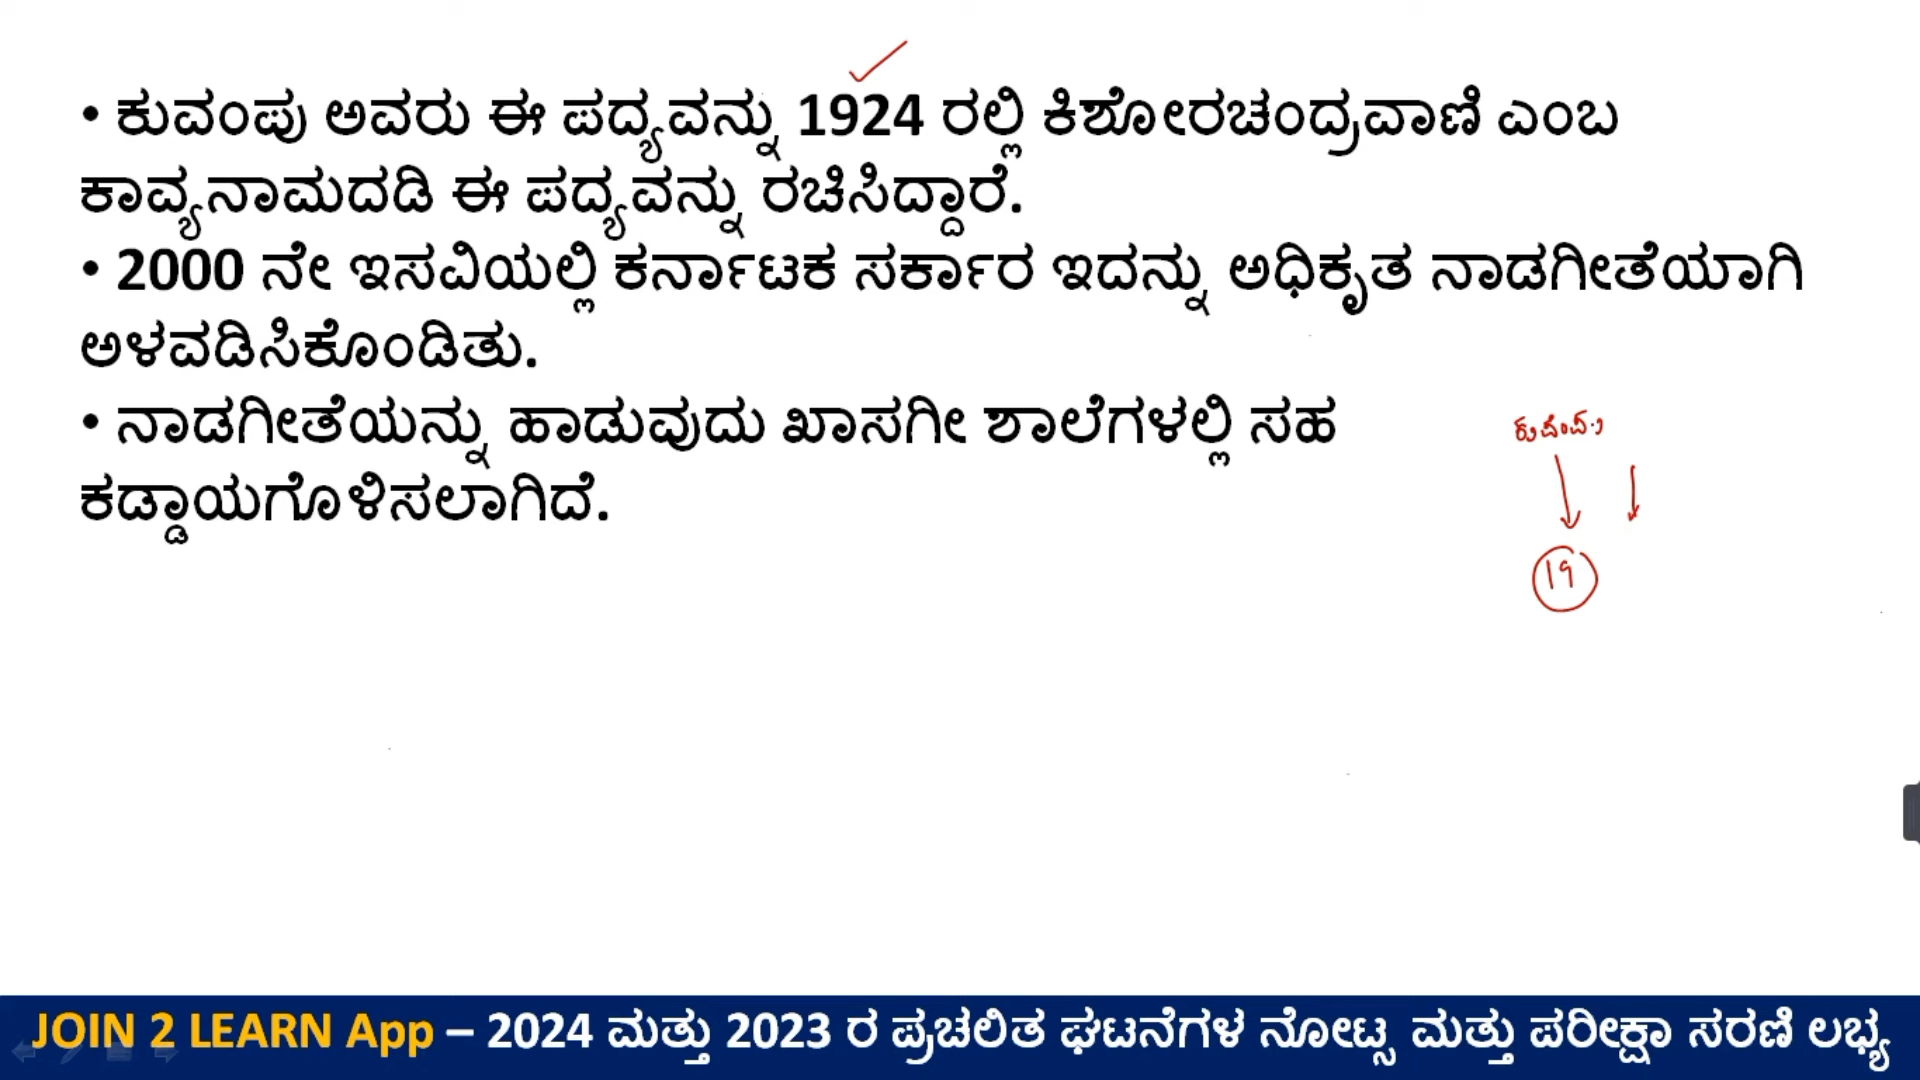 • ಕುವಂಪು ಅವರು ಈ ಪದ್ಯವನ್ನು 1924 ರಲ್ಲಿ ಕಿಶೋರಚಂದ್ರವಾಣಿ ಎಂಬ
ಕಾವ್ಯನಾಮದಡಿ ಈ ಪದ್ಯವನ್ನು ರಚಿಸಿದ್ದಾರೆ.
• 2000 ನೇ ಇಸವಿಯಲ್ಲಿ ಕರ್ನಾಟಕ ಸರ್ಕಾರ ಇದನ್ನು ಅಧಿಕೃತ ನಾಡಗೀತೆಯಾಗಿ
ಅಳವಡಿಸಿಕೊಂಡಿತು.
• ನಾಡಗೀತೆಯನ್ನು ಹಾಡುವುದು ಖಾಸಗೀ ಶಾಲೆಗಳಲ್ಲಿ ಸಹ
ಕಡ್ಡಾಯಗೊಳಿಸಲಾಗಿದೆ.
ಕುವೆಂಪು
19
JOIN 2 LEARN App – 2024 ಮತ್ತು 2023 ರ ಪ್ರಚಲಿತ ಘಟನೆಗಳ ನೋಟ್ಸ ಮತ್ತು ಪರೀಕ್ಷಾ ಸರಣಿ ಲಭ್ಯ